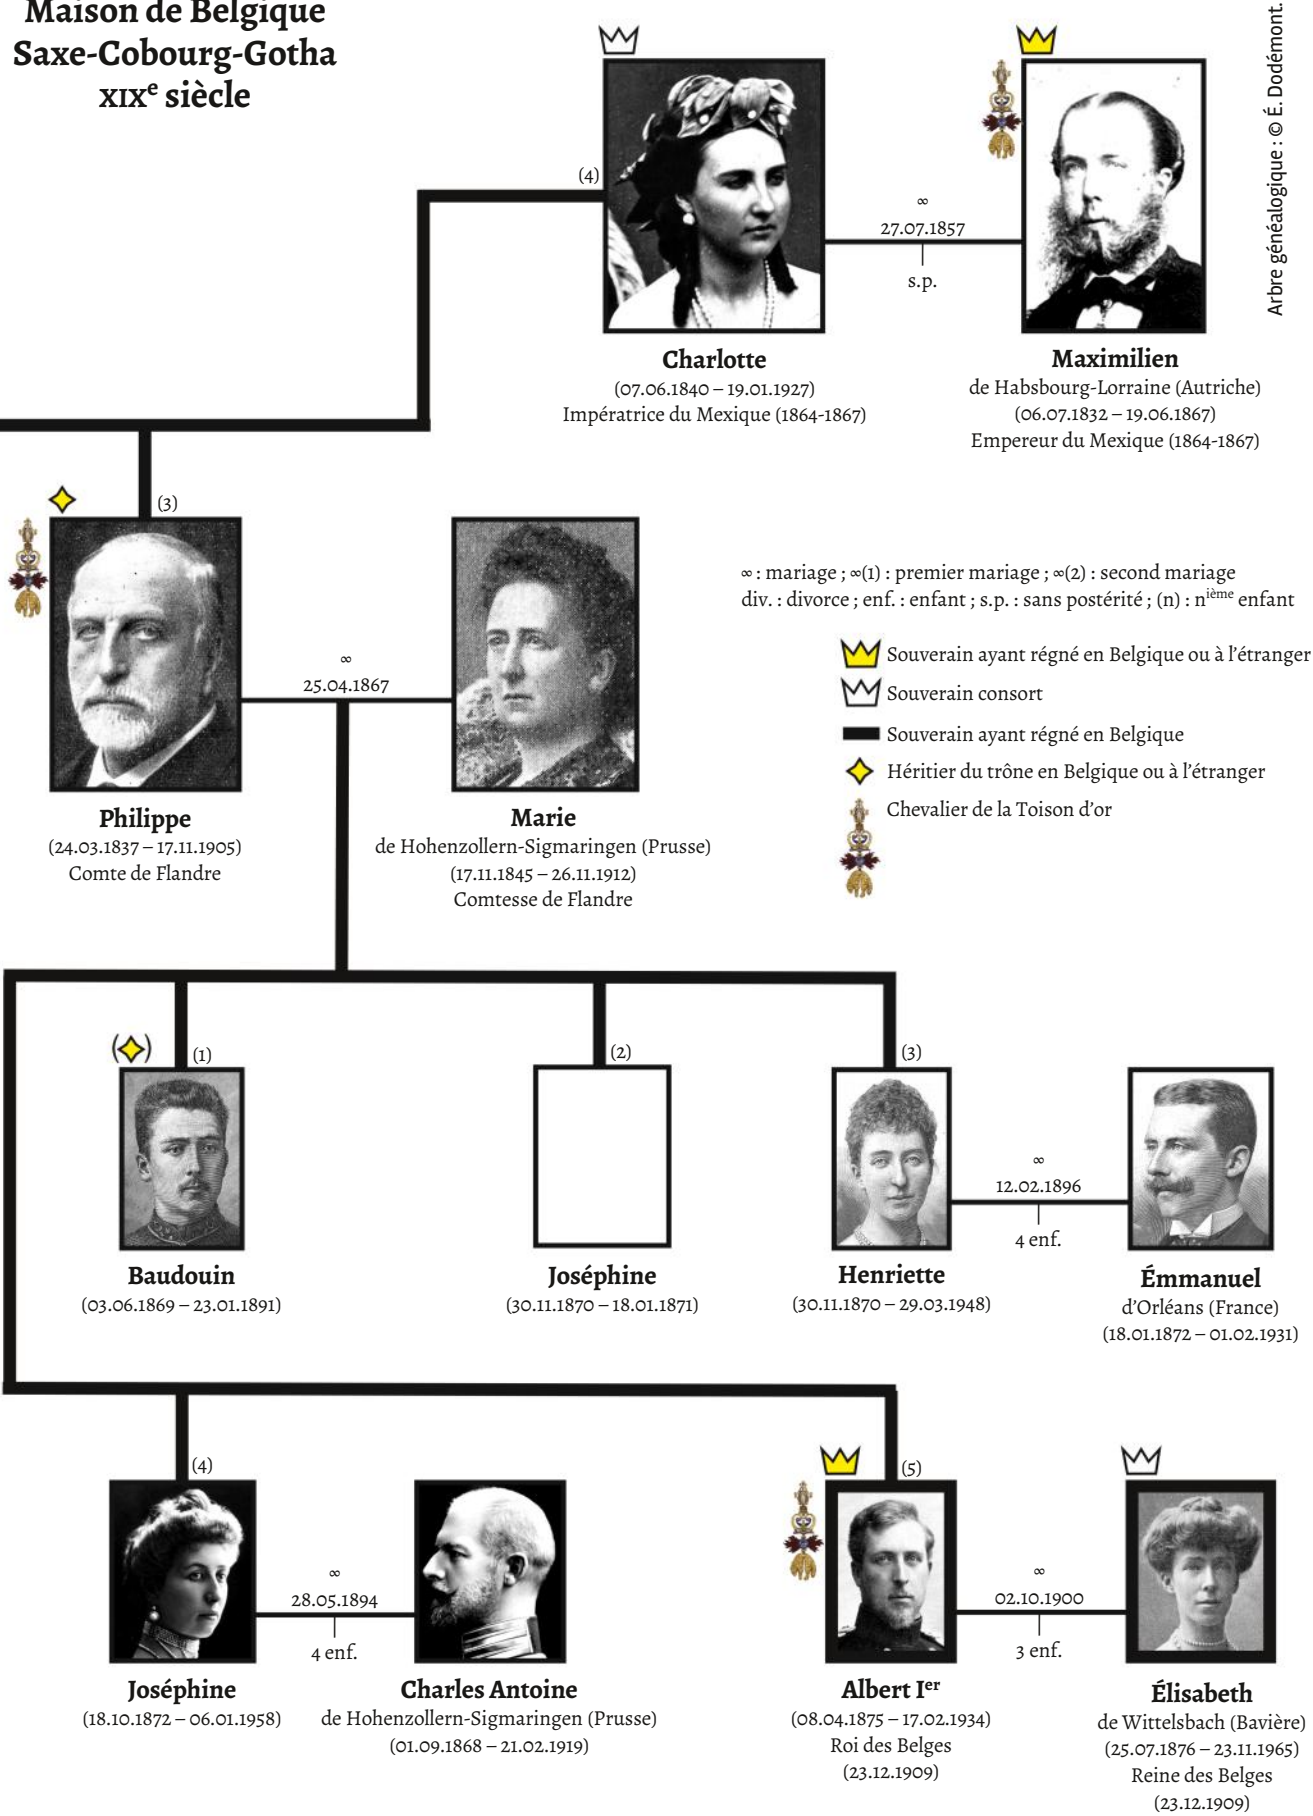 Maison de Belgique
Saxe-Cobourg-Gotha
XIXe siècle
Arbre généalogique : © É. Dodémont.
(4)
∞
27.07.1857
s.p.
Charlotte
(07.06.1840 – 19.01.1927)
Impératrice du Mexique (1864-1867)
Maximilien
de Habsbourg-Lorraine (Autriche)
(06.07.1832 – 19.06.1867)
Empereur du Mexique (1864-1867)
(3)
∞
25.04.1867
Philippe
(24.03.1837 – 17.11.1905)
Comte de Flandre
Marie
de Hohenzollern-Sigmaringen (Prusse)
(17.11.1845 – 26.11.1912)
Comtesse de Flandre
∞ : mariage ; ∞(1) : premier mariage ; ∞(2) : second mariage
div. : divorce ; enf. : enfant ; s.p. : sans postérité ; (n) : nième enfant
Souverain ayant régné en Belgique ou à l'étranger
Souverain consort
Souverain ayant régné en Belgique
Héritier du trône en Belgique ou à l'étranger
Chevalier de la Toison d'or
( )
(1)
(2)
(3)
∞
12.02.1896
4 enf.
Baudouin
(03.06.1869 – 23.01.1891)
Joséphine
(30.11.1870 – 18.01.1871)
Henriette
(30.11.1870 – 29.03.1948)
Émmanuel
d'Orléans (France)
(18.01.1872 – 01.02.1931)
(4)
∞
28.05.1894
4 enf.
(5)
∞
02.10.1900
3 enf.
Joséphine
(18.10.1872 – 06.01.1958)
Charles Antoine
de Hohenzollern-Sigmaringen (Prusse)
(01.09.1868 – 21.02.1919)
Albert Ier
(08.04.1875 – 17.02.1934)
Roi des Belges
(23.12.1909)
Élisabeth
de Wittelsbach (Bavière)
(25.07.1876 – 23.11.1965)
Reine des Belges
(23.12.1909)